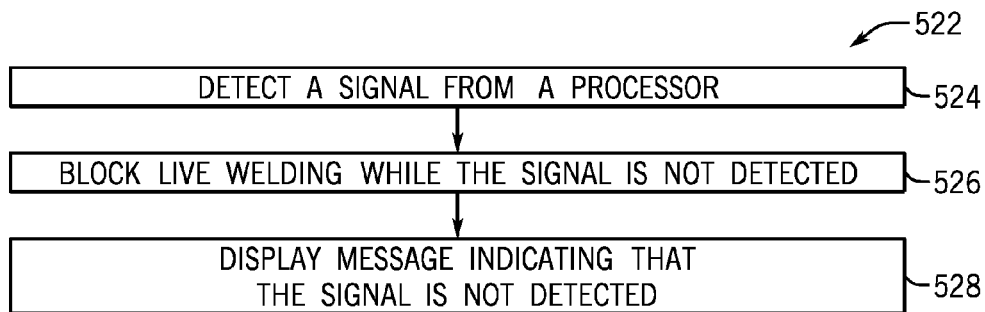 522
DETECT A SIGNAL FROM A PROCESSOR
524
BLOCK LIVE WELDING WHILE THE SIGNAL IS NOT DETECTED
526
DISPLAY MESSAGE INDICATING THAT
THE SIGNAL IS NOT DETECTED
528